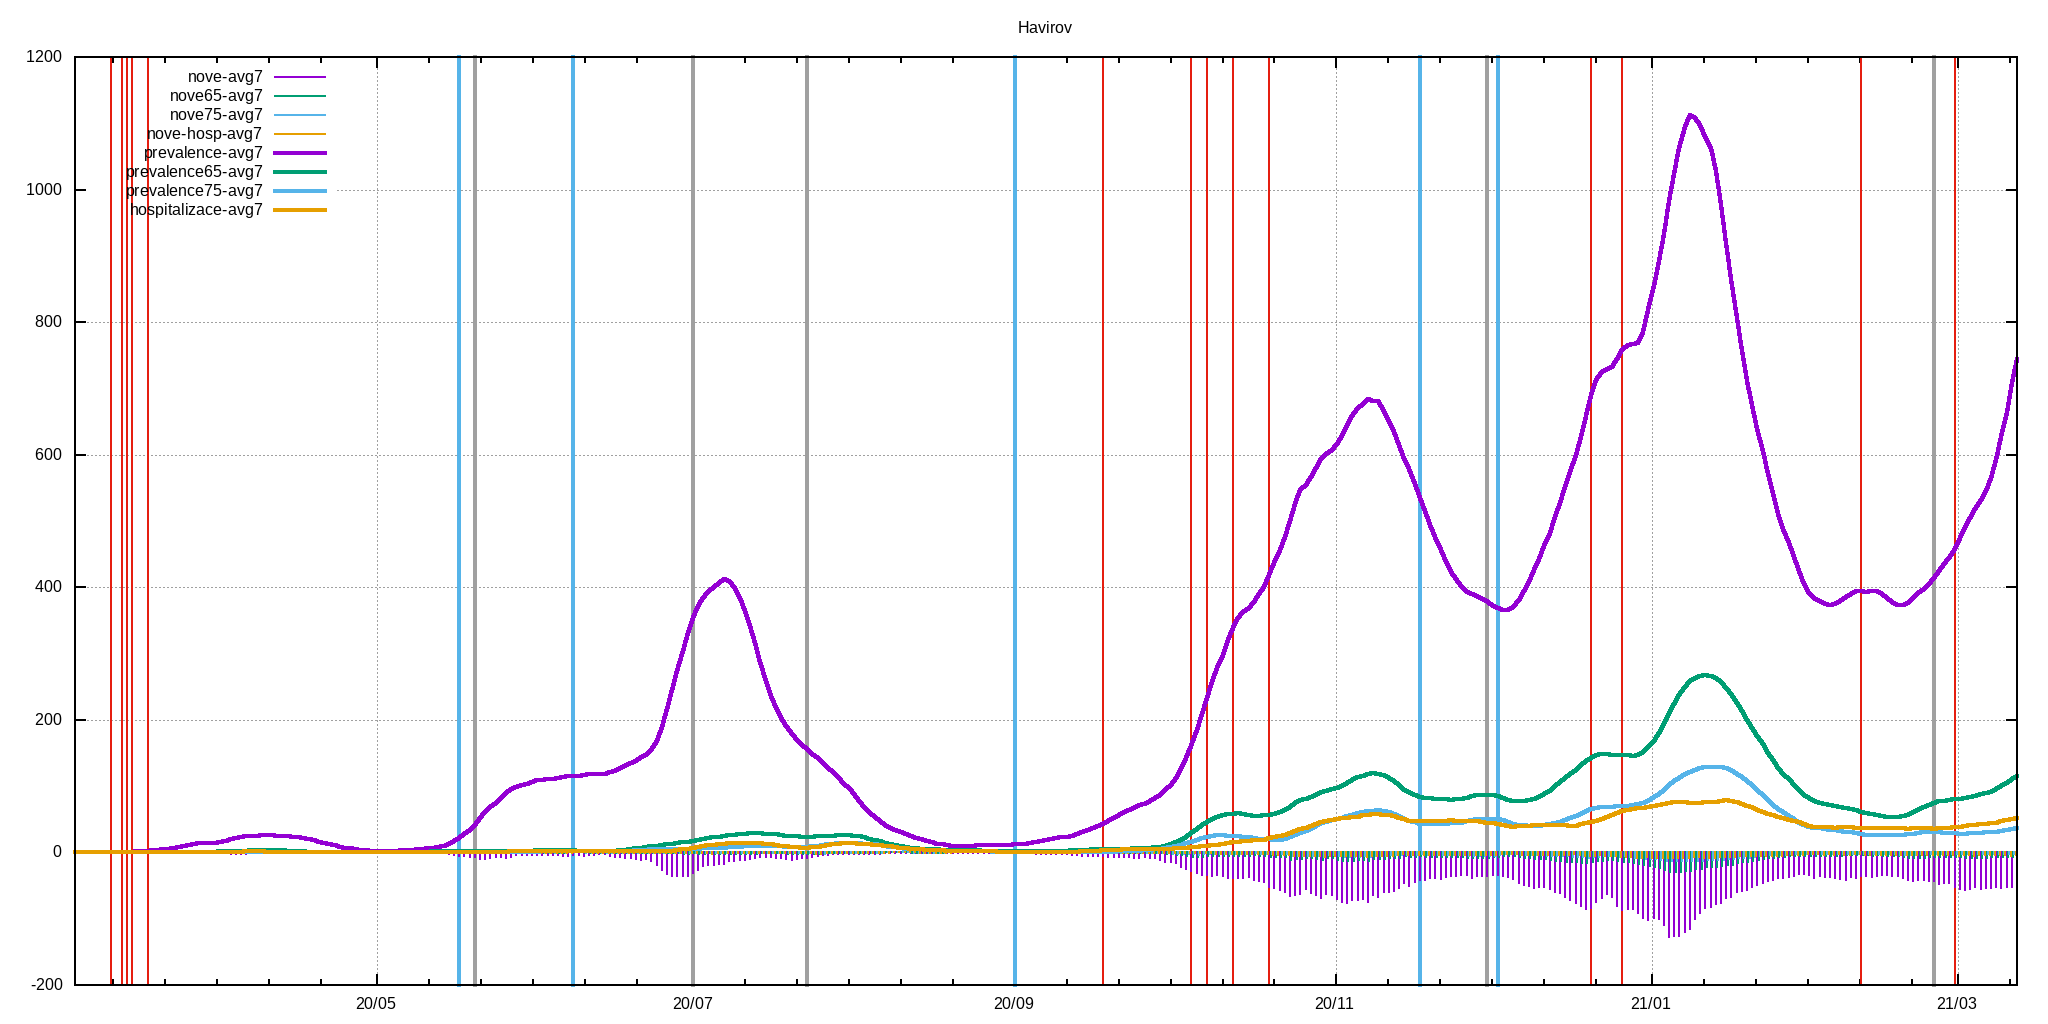 Havirov
1200
1000
800
600
400
200
0
-200
nove-avg7
nove65-avg7
nove75-avg7
nove-hosp-avg7
prevalence-avg7
prevalence65-avg7
prevalence75-avg7
hospitalizace-avg7
20/05
20/07
20/09
20/11
21/01
21/03